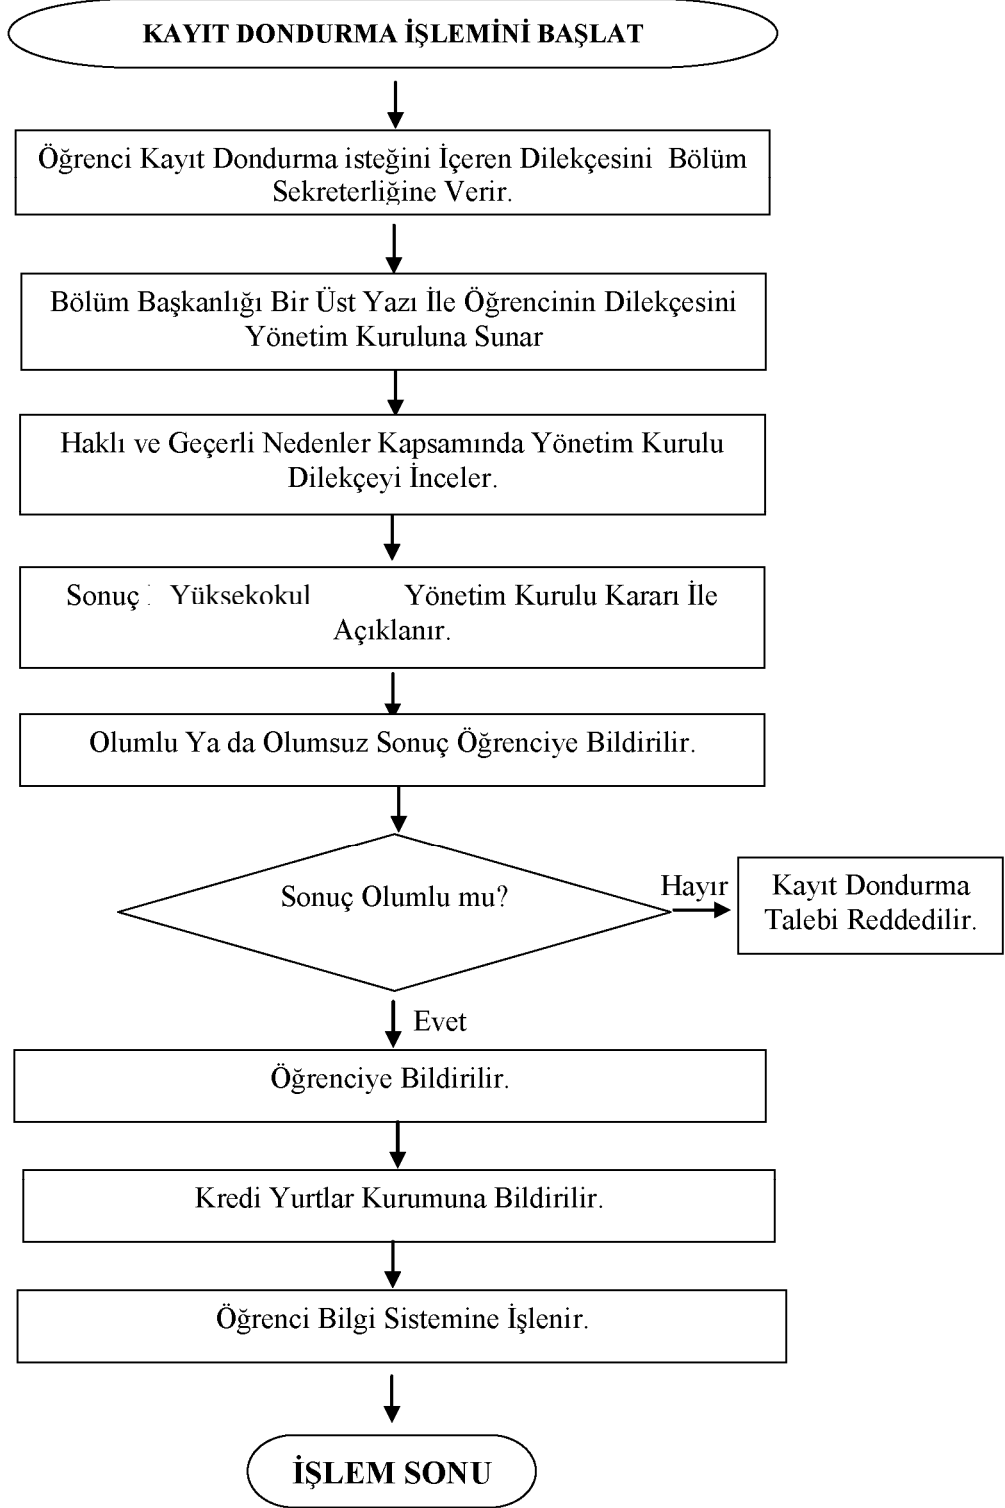 KAYIT DONDURMA İŞLEMİNİ BAŞLAT
Öğrenci Kayıt Dondurma isteğini İçeren Dilekçesini Bölüm
Sekreterliğine Verir.
Bölüm Başkanlığı Bir Üst Yazı İle Öğrencinin Dilekçesini
Yönetim Kuruluna Sunar
Haklı ve Geçerli Nedenler Kapsamında Yönetim Kurulu
Dilekçeyi İnceler.
Sonuç Yüksekokul Yönetim Kurulu Kararı İle
Açıklanır.
Olumlu Ya da Olumsuz Sonuç Öğrenciye Bildirilir.
Sonuç Olumlu mu?
Hayır
Kayıt Dondurma
Talebi Reddedilir.
Evet
Öğrenciye Bildirilir.
Kredi Yurtlar Kurumuna Bildirilir.
Öğrenci Bilgi Sistemine İşlenir.
İŞLEM SONU